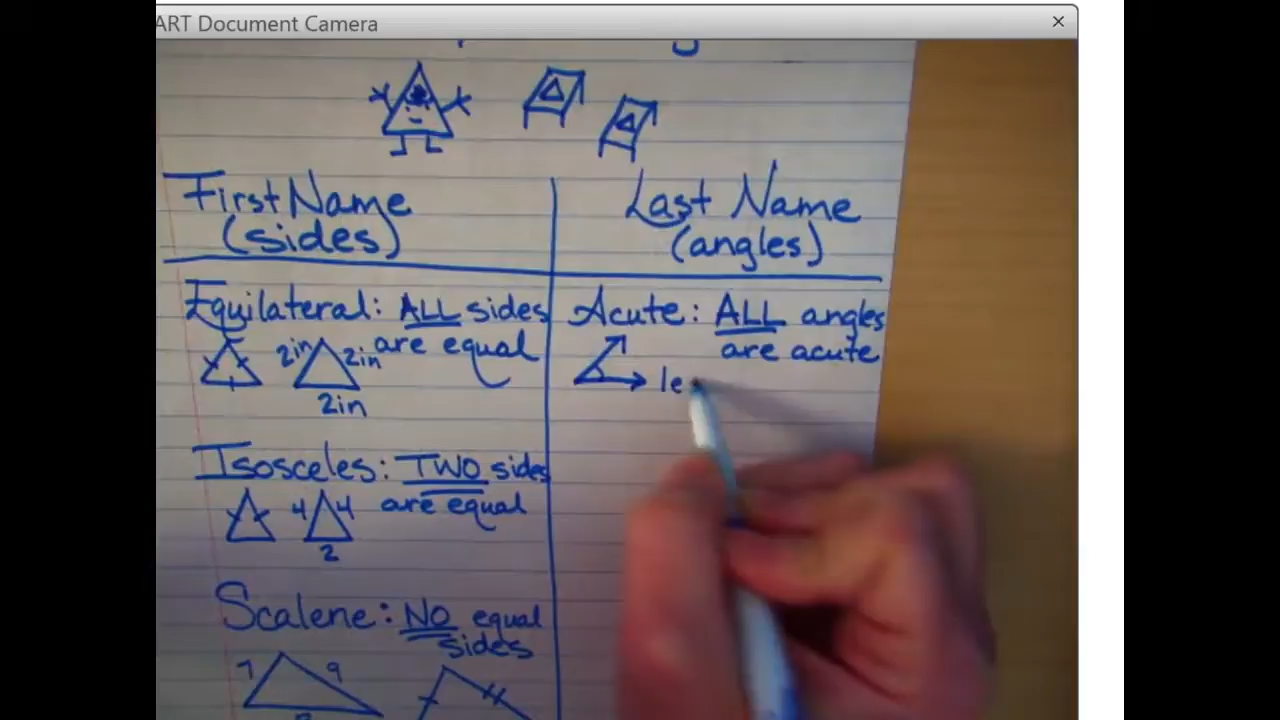 ART Document Camera
First Name
(sides)
Last Name
(angles)
Equilateral: ALL sides
are equal
2in
2in
2in
Isosceles: TWO sides
are equal
4
4
2
Scalene: NO equal
sides
7
9
Acute: ALL angles
are acute
le